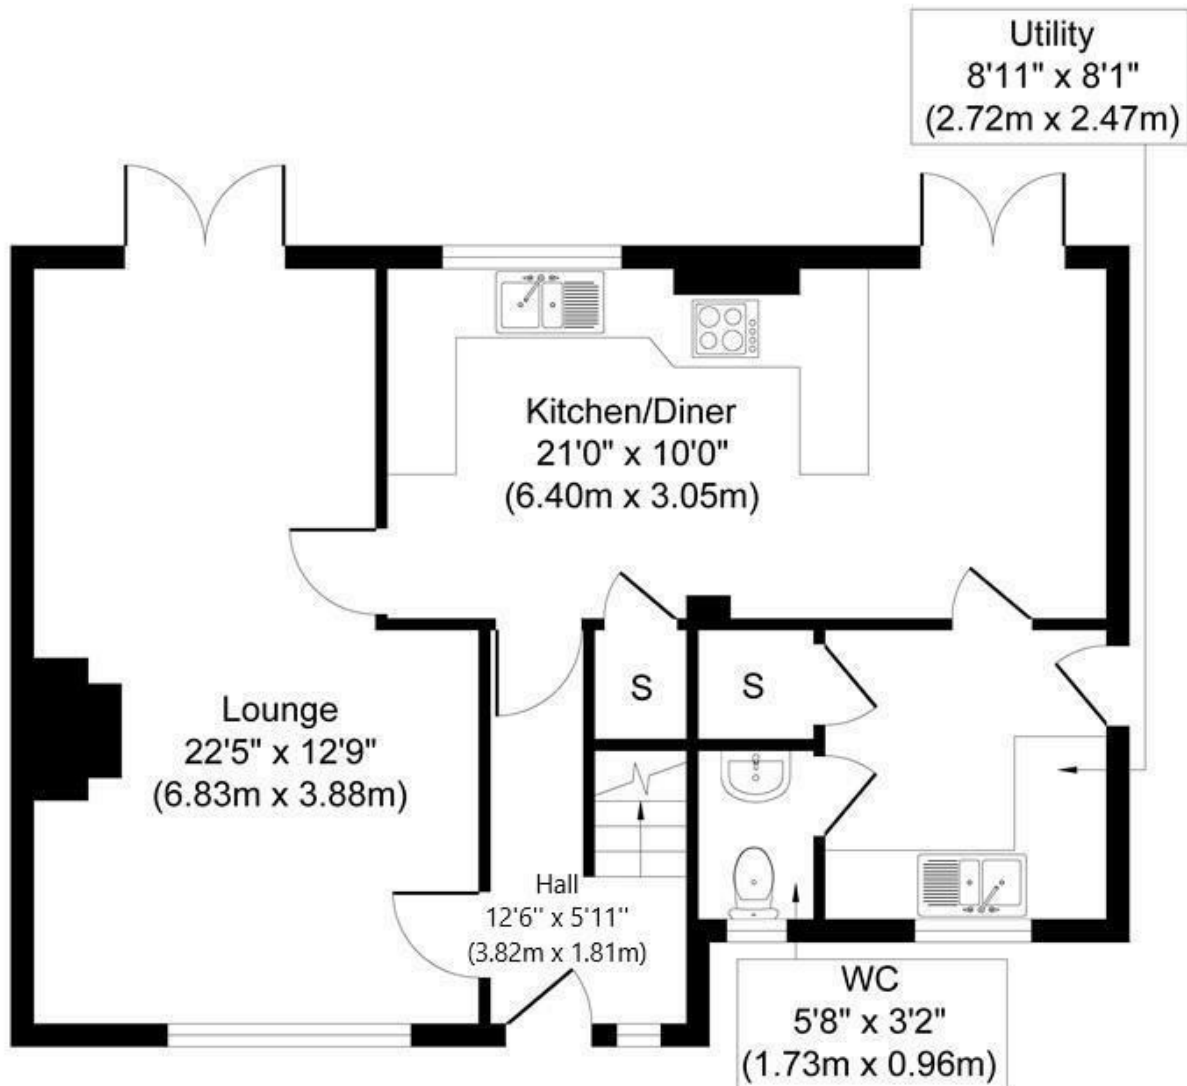 Utility
8'11" x 8'1"
(2.72m x 2.47m)
Kitchen/Diner
21'0" x 10'0"
(6.40m x 3.05m)
S
S
Lounge
22'5" x 12'9"
(6.83m x 3.88m)
Hall
12'6'' x 5'11''
(3.82m x 1.81m)
WC
5'8" x 3'2"
(1.73m x 0.96m)